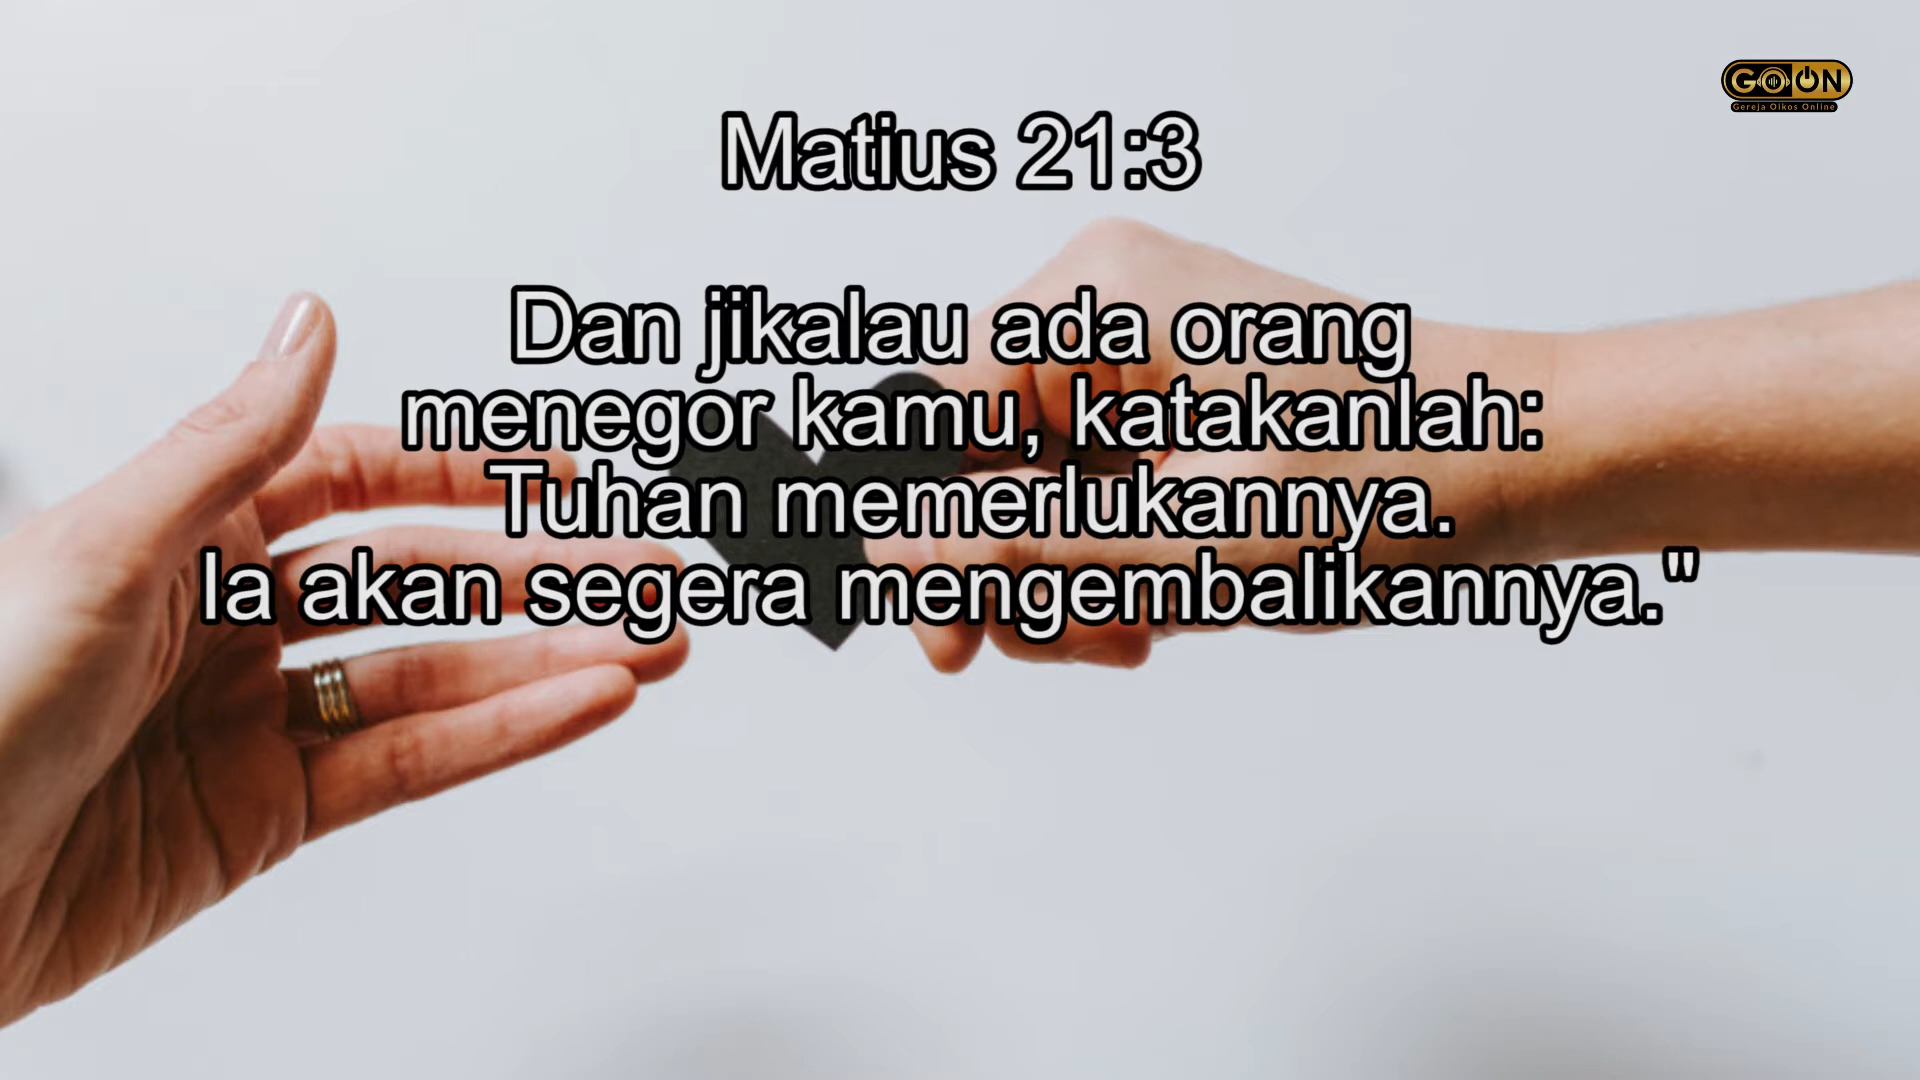 GOON
Gereja Oikos Online
Matius 21:3
Dan jikalau ada orang
menegor kamu, katakanlah:
Tuhan memerlukannya.
Ia akan segera mengembalikannya."